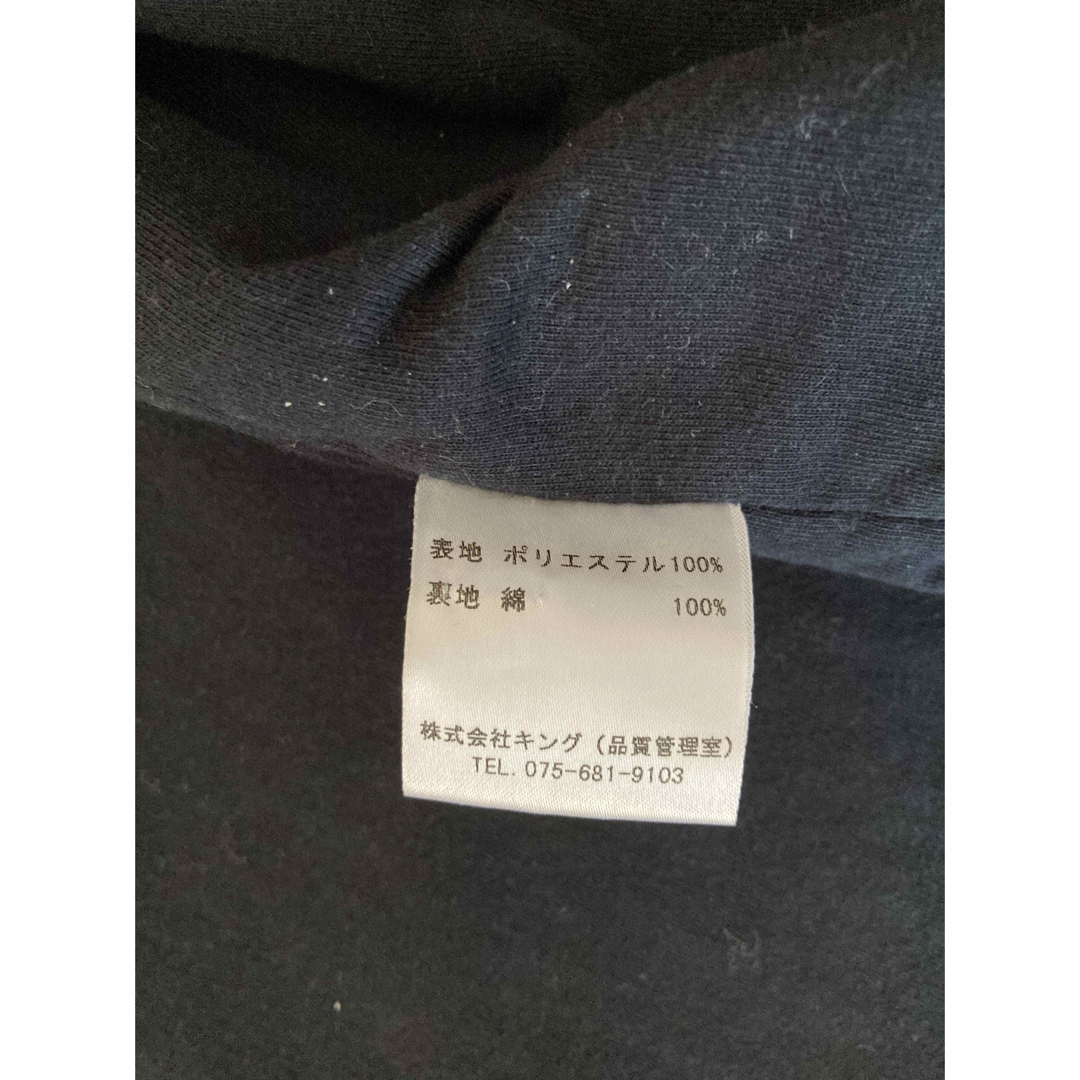 表地 ポリエステル100%
裏地 綿 100%
株式会社キング(品質管理室)
TEL. 075-681-9103